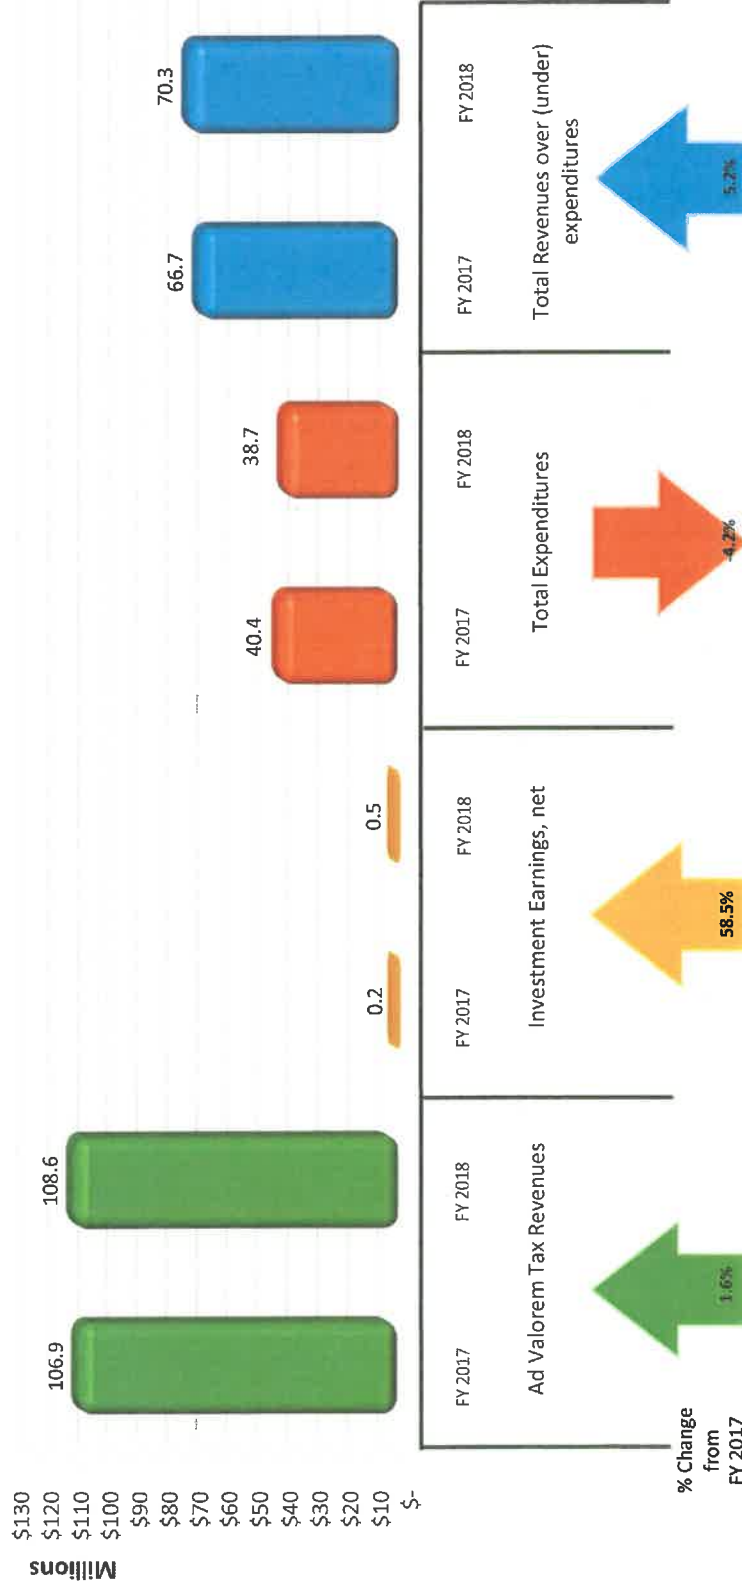 Millions
$130
$120
$110
$100
$90
$80
$70
$60
$50
$40
$30
$20
$10
$-
106.9
108.6
0.2
0.5
40.4
38.7
66.7
70.3
FY 2017
FY 2018
FY 2017
FY 2018
FY 2017
FY 2018
FY 2017
FY 2018
Ad Valorem Tax Revenues
Investment Earnings, net
Total Expenditures
Total Revenues over (under)
expenditures
% Change
from
FY 2017
1.6%
58.5%
-4.2%
5.2%